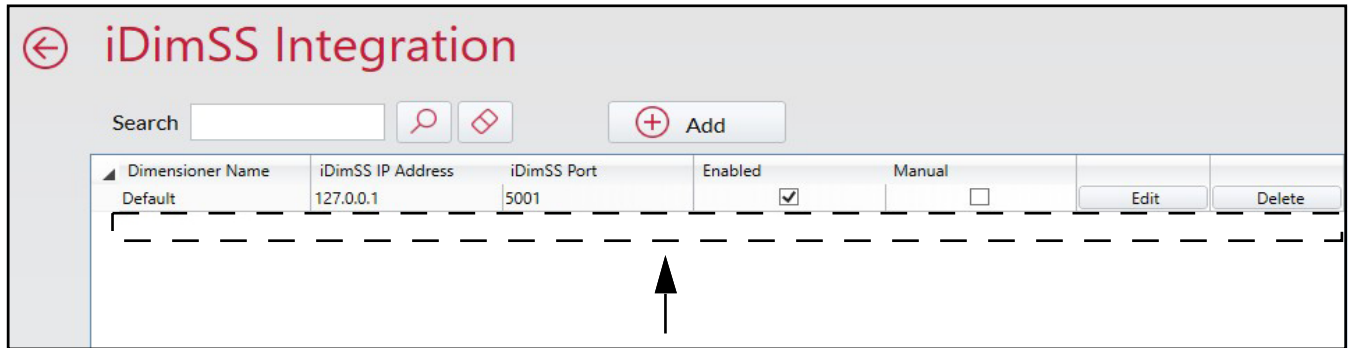 iDimSS Integration
Search Add
Dimensioner Name iDimSS IP Address iDimSS Port Enabled Manual
Default 127.0.0.1 5001 Edit Delete